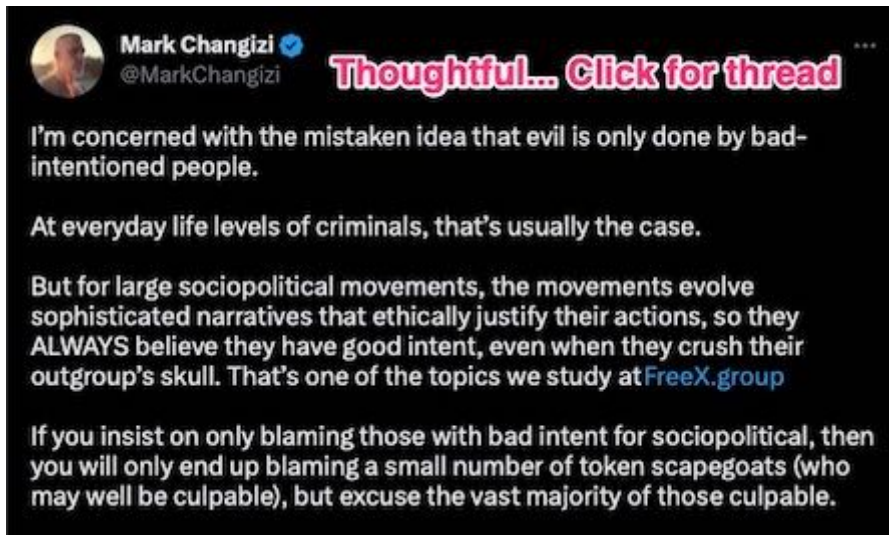 Mark Changizi
@MarkChangizi
Thoughtful... Click for thread
I'm concerned with the mistaken idea that evil is only done by bad-
intentioned people.
At everyday life levels of criminals, that's usually the case.
But for large sociopolitical movements, the movements evolve
sophisticated narratives that ethically justify their actions, so they
ALWAYS believe they have good intent, even when they crush their
outgroup's skull. That's one of the topics we study at FreeX.group
If you insist on only blaming those with bad intent for sociopolitical, then
you will only end up blaming a small number of token scapegoats (who
may well be culpable), but excuse the vast majority of those culpable.